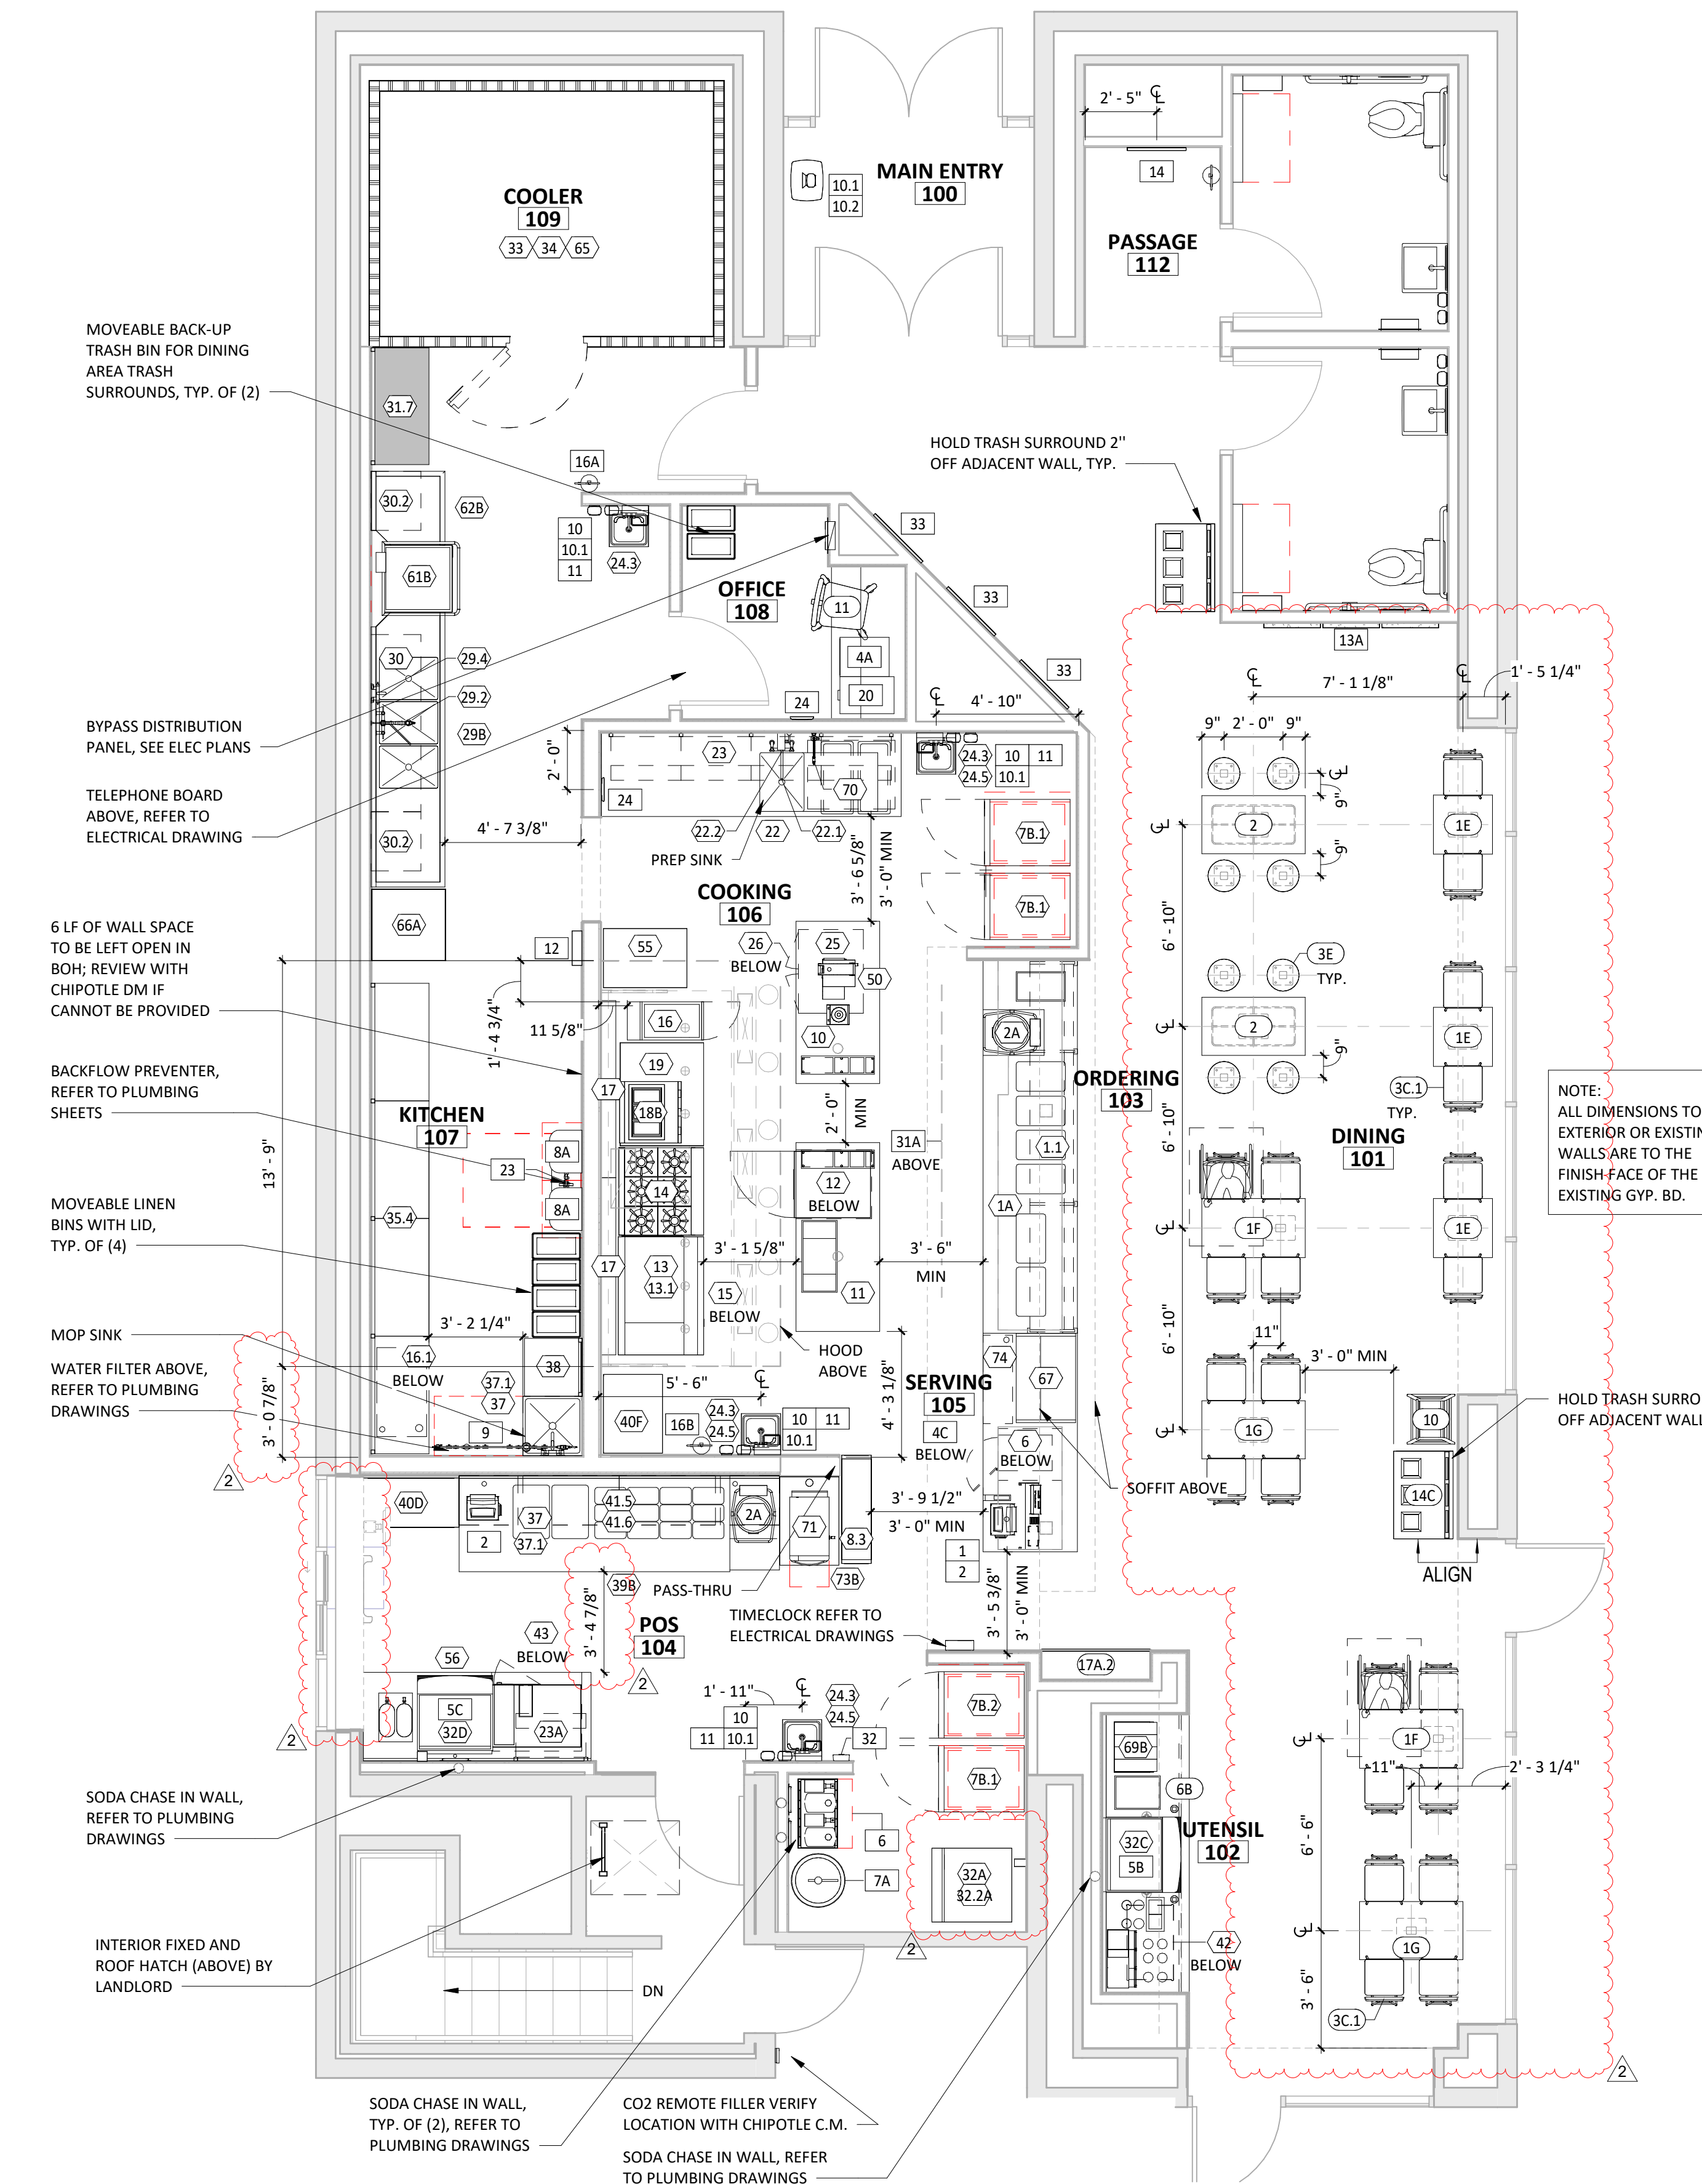 2' - 5"
MAIN ENTRY
100
10.1
10.2
14
COOLER
109
33
34
65
PASSAGE
112
MOVEABLE BACK-UP
TRASH BIN FOR DINING
AREA TRASH
SURROUNDS, TYP. OF (2)
31.7
HOLD TRASH SURROUND 2"
OFF ADJACENT WALL, TYP.
16A
30.2
62B
10
10.1
11
24.3
33
61B
OFFICE
108
11
33
4A
20
33
13A
30
29.4
29.2
29B
24
4' - 10"
7' - 1 1/8"
1' - 5 1/4"
BYPASS DISTRIBUTION
PANEL, SEE ELEC PLANS
9"
2' - 0"
9"
2' - 0"
23
24.3
10
11
24.5
10.1
9"
TELEPHONE BOARD
ABOVE, REFER TO
ELECTRICAL DRAWING
24
70
30.2
4' - 7 3/8"
22.2
22
22.1
7B.1
2
1E
PREP SINK
3' - 6 5/8"
3' - 0" MIN
9"
COOKING
106
7B.1
6 LF OF WALL SPACE
TO BE LEFT OPEN IN
BOH; REVIEW WITH
CHIPOTLE DM IF
CANNOT BE PROVIDED
66A
12
55
26
BELOW
25
50
6' - 10"
3E
TYP.
1' - 4 3/4"
11 5/8"
16
10
2A
2
1E
9"
BACKFLOW PREVENTER,
REFER TO PLUMBING
SHEETS
19
17
18B
2' - 0"
MIN
ORDERING
103
3C.1
TYP.
NOTE:
ALL DIMENSIONS TO
EXTERIOR OR EXISTIN
WALLS ARE TO THE
FINISH FACE OF THE
EXISTING GYP. BD.
KITCHEN
107
8A
31A
ABOVE
1.1
DINING
101
6' - 10"
13' - 9"
23
14
12
BELOW
MOVEABLE LINEN
BINS WITH LID,
TYP. OF (4)
8A
35.4
1A
1F
1E
3' - 1 5/8"
3' - 6"
MIN
17
13
13.1
15
BELOW
11
MOP SINK
3' - 2 1/4"
11"
6' - 10"
3' - 0" MIN
16.1
BELOW
38
HOOD
ABOVE
74
67
WATER FILTER ABOVE,
REFER TO PLUMBING
DRAWINGS
37.1
37
5' - 6"
SERVING
105
4' - 3 1/8"
3' - 0 7/8"
9
40F
16B
24.3
24.5
10
11
10.1
4C
BELOW
6
BELOW
1G
10
HOLD TRASH SURRO
OFF ADJACENT WALL
2
SOFFIT ABOVE
40D
41.5
41.6
37
37.1
2
2A
71
8.3
3' - 9 1/2"
3' - 0" MIN
14C
1
2
ALIGN
39B
PASS-THRU
73B
3' - 4 7/8"
3' - 5 3/8"
3' - 0" MIN
TIMECLOCK REFER TO
ELECTRICAL DRAWINGS
POS
104
43
BELOW
56
2
17A.2
1' - 11"
24.3
24.5
7B.2
5C
32D
23A
10
11
10.1
32
1F
2
69B
11"
2' - 3 1/4"
7B.1
6B
SODA CHASE IN WALL,
REFER TO PLUMBING
DRAWINGS
6
UTENSIL
102
32C
5B
6' - 6"
7A
32A
32.2A
INTERIOR FIXED AND
ROOF HATCH (ABOVE) BY
LANDLORD
2
42
BELOW
1G
DN
3' - 6"
3C.1
2
SODA CHASE IN WALL,
TYP. OF (2), REFER TO
PLUMBING DRAWINGS
CO2 REMOTE FILLER VERIFY
LOCATION WITH CHIPOTLE C.M.
SODA CHASE IN WALL, REFER
TO PLUMBING DRAWINGS